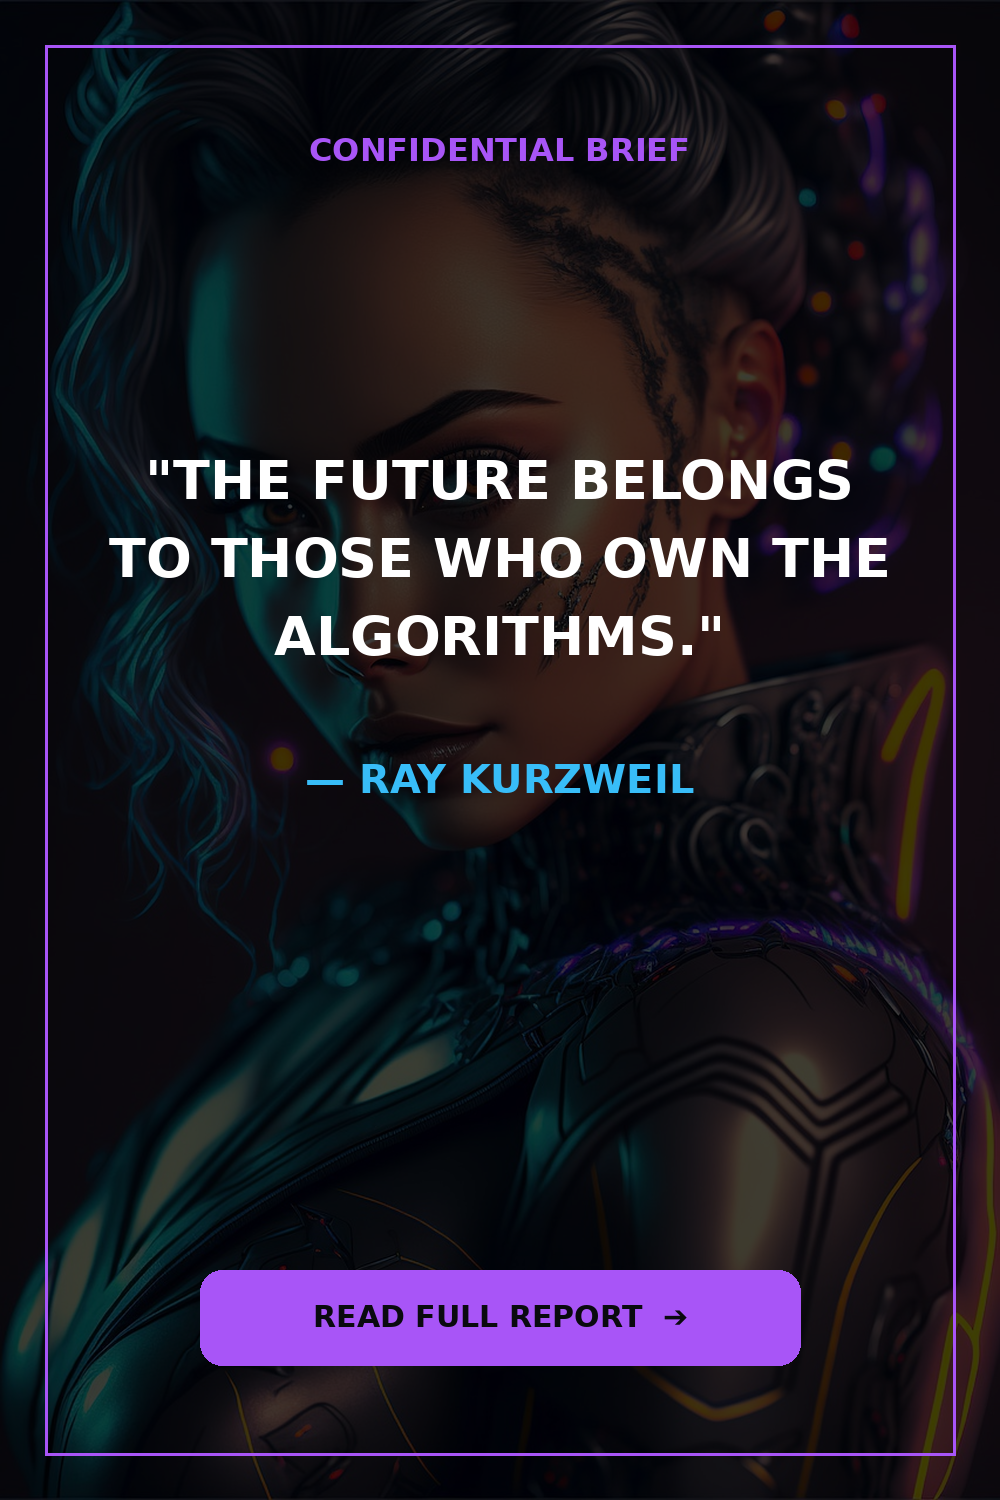 CONFIDENTIAL BRIEF
"THE FUTURE BELONGS
TO THOSE WHO OWN THE
ALGORITHMS."
— RAY KURZWEIL
READ FULL REPORT ➔